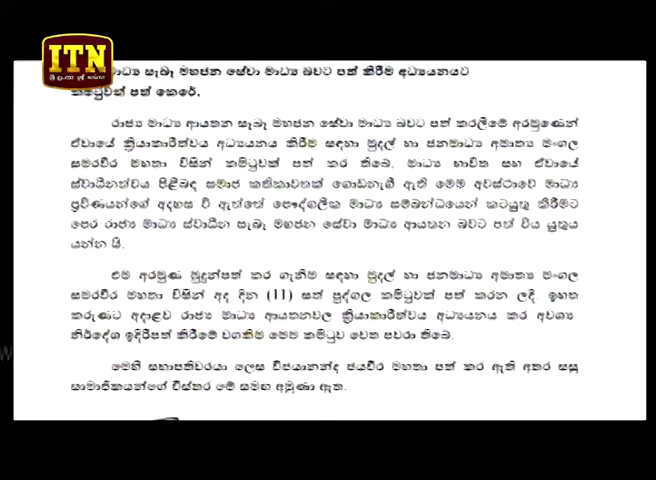 ITN
ශ්‍රී ලංකා ශ්‍රේෂ්ඨ
මාධ්‍ය සැබෑ මහජන සේවා මාධ්‍ය බවට පත් කිරීම අධ්‍යයනයට
කමිටුවක් පත් කෙරේ.
රාජ්‍ය මාධ්‍ය ආයතන සැබෑ මහජන සේවා මාධ්‍ය බවට පත් කරලීමේ අරමුණෙන්
ඒවායේ ක්‍රියාකාරීත්වය අධ්‍යයනය කිරීම සඳහා මුදල් හා ජනමාධ්‍ය අමාත්‍ය මංගල
සමරවීර මහතා විසින් කමිටුවක් පත් කර තිබේ. මාධ්‍ය භාවිත සහ ඒවායේ
ස්වාධීනත්වය පිළිබඳ සමාජ කතිකාවතක් ගොඩනැගී ඇති මෙම අවස්ථාවේ මාධ්‍ය
ප්‍රවීණයන්ගේ අදහස වී ඇත්තේ පෞද්ගලික මාධ්‍ය සම්බන්ධයෙන් කටයුතු කිරීමට
පෙර රාජ්‍ය මාධ්‍ය ස්වාධීන සැබෑ මහජන සේවා මාධ්‍ය ආයතන බවට පත් විය යුතුය
යන්න යි.
එම අරමුණ මුදුන්පත් කර ගැනීම සඳහා මුදල් හා ජනමාධ්‍ය අමාත්‍ය මංගල
සමරවීර මහතා විසින් අද දින (11) සත් පුද්ගල කමිටුවක් පත් කරන ලදී. ඉහත
කරුණට අදාළව රාජ්‍ය මාධ්‍ය ආයතනවල ක්‍රියාකාරීත්වය අධ්‍යයනය කර අවශ්‍ය
නිර්දේශ ඉදිරිපත් කිරීමේ වගකීම මෙම කමිටුව වෙත පවරා තිබේ.
මෙහි සභාපතිවරයා ලෙස විජයානන්ද ජයවීර මහතා පත් කර ඇති අතර සෙසු
සාමාජිකයන්ගේ විස්තර මේ සමඟ අමුණා ඇත.